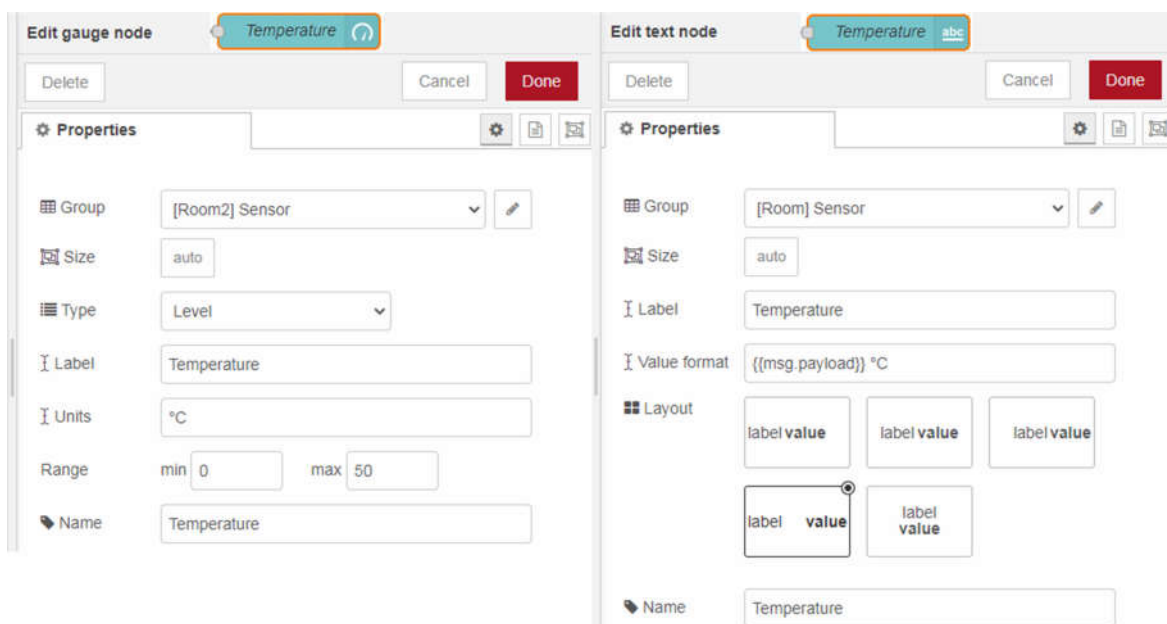 Edit gauge node
Temperature
Delete
Cancel
Done
Properties
Group
[Room2] Sensor
Size
auto
Type
Level
Label
Temperature
Units
°C
Range
min 0
max 50
Name
Temperature
Edit text node
Temperature abc
Delete
Cancel
Done
Properties
Group
[Room] Sensor
Size
auto
Label
Temperature
Value format
{{msg.payload}} °C
Layout
label value
label value
label value
label value
label
value
Name
Temperature